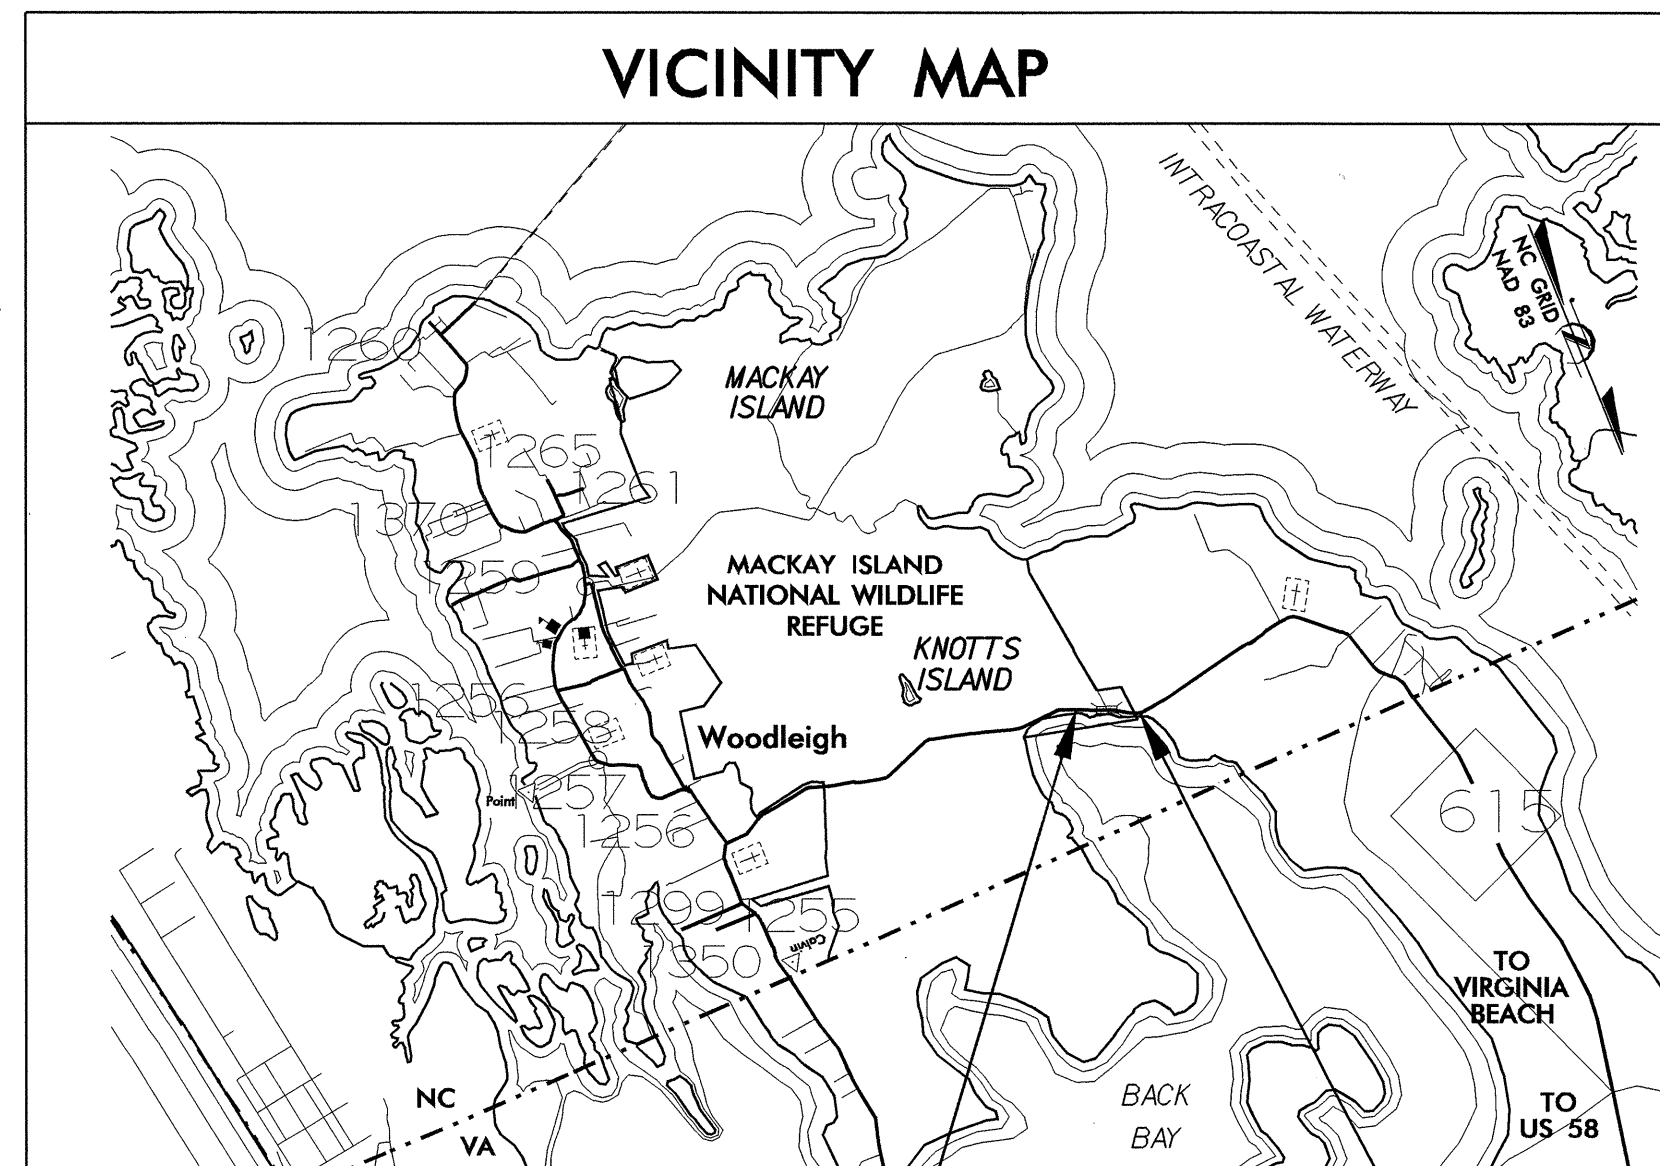 VICINITY MAP
INTRACOASTAL WATERWAY
NC GRID
NAD 83
1260
MACKAY
ISLAND
1265
1261
1370
MACKAY ISLAND
NATIONAL WILDLIFE
REFUGE
1259
KNOTTS
ISLAND
1256
1258
Woodleigh
Point
1257
1256
615
1399
1255
Calvin
1350
TO
VIRGINIA
BEACH
NC
VA
BACK
BAY
TO
US 58